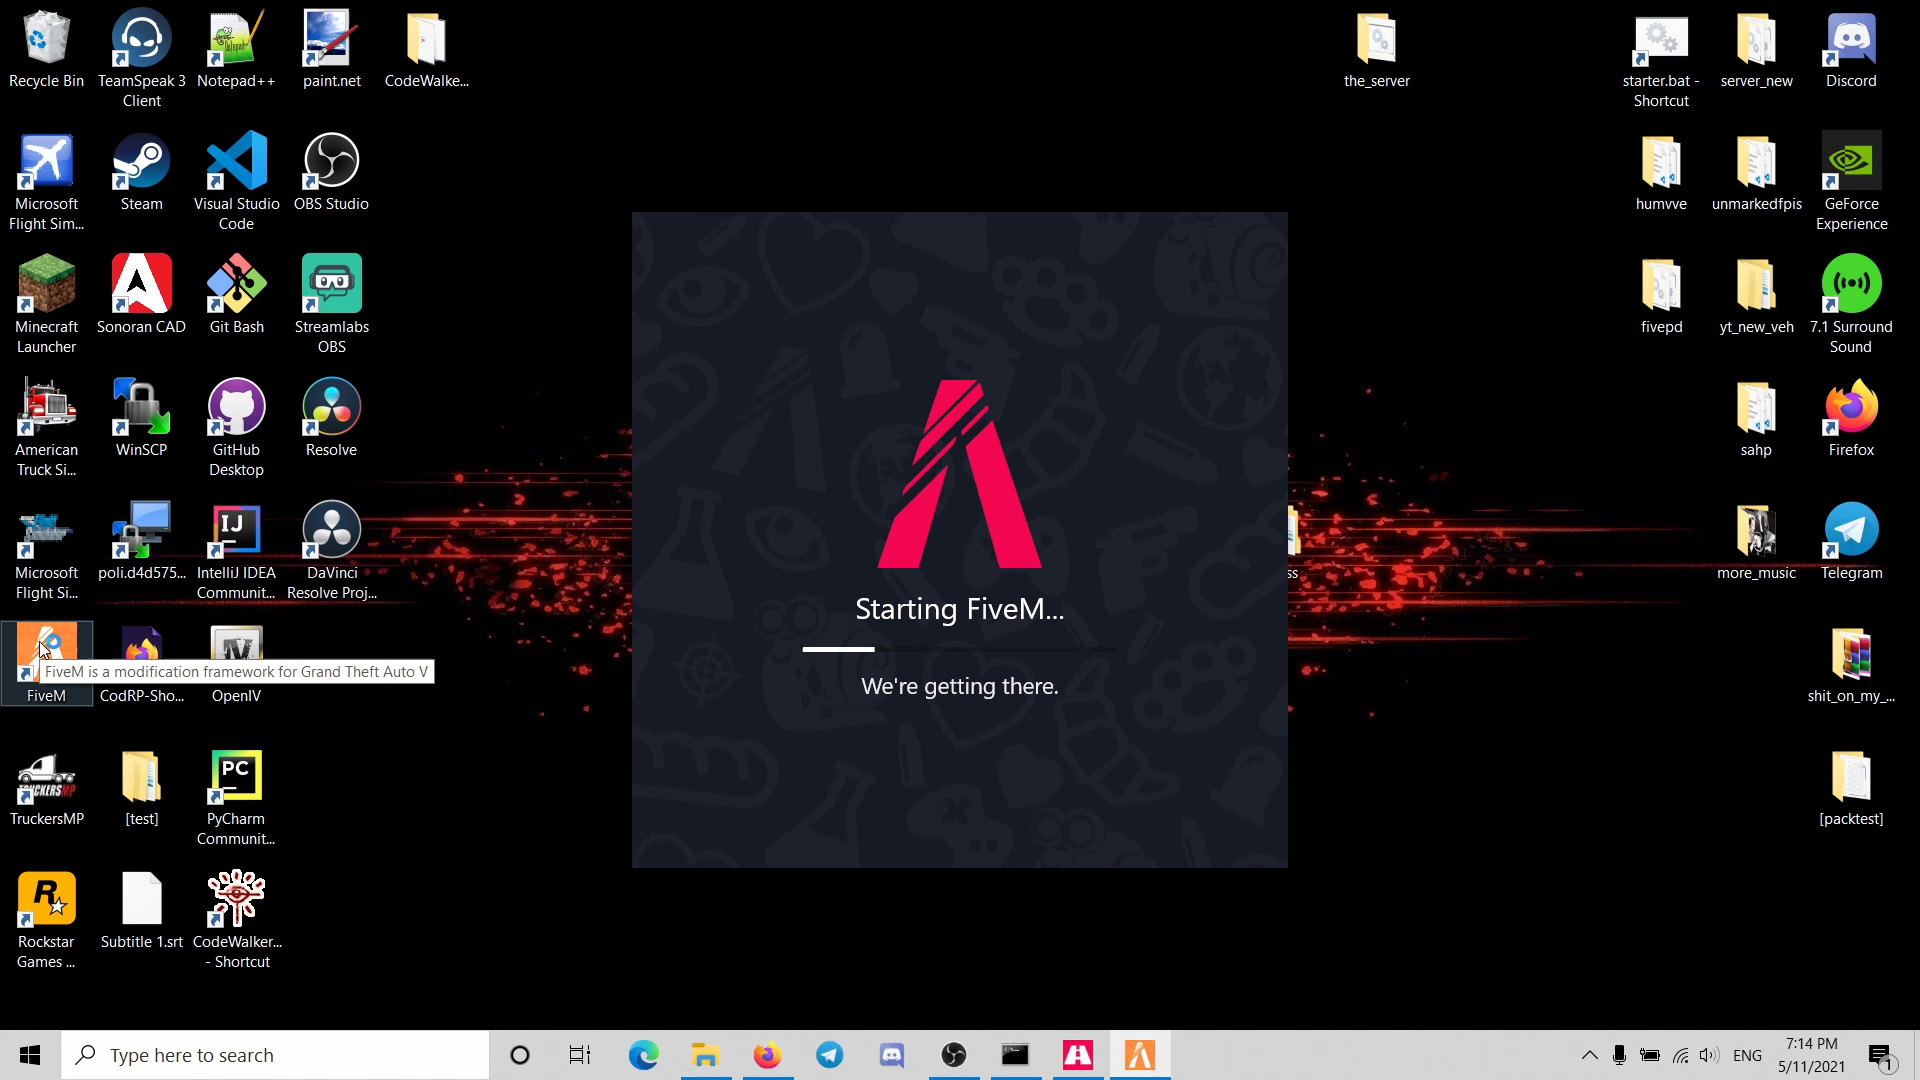 Recycle Bin
TeamSpeak 3
Client
Notepad++
paint.net
CodeWalke...
the_server
starter.bat -
Shortcut
server_new
Discord
Microsoft
Flight Sim...
Steam
Visual Studio
Code
OBS Studio
humvve
unmarkedfpis
GeForce
Experience
Minecraft
Launcher
Sonoran CAD
Git Bash
Streamlabs
OBS
fivepd
yt_new_veh
7.1 Surround
Sound
American
Truck Si...
WinSCP
GitHub
Desktop
Resolve
sahp
Firefox
Microsoft
Flight Si...
poli.d4d575...
IJ
IntelliJ IDEA
Communit...
DaVinci
Resolve Proj...
ss
more_music
Telegram
Starting FiveM...
We're getting there.
FiveM is a modification framework for Grand Theft Auto V
FiveM
CodRP-Sho...
OpenIV
shit_on_my_...
TruckersMP
[test]
PC
PyCharm
Communit...
[packtest]
R
Rockstar
Games ...
Subtitle 1.srt
CodeWalker...
- Shortcut
Type here to search
ENG
7:14 PM
5/11/2021
1